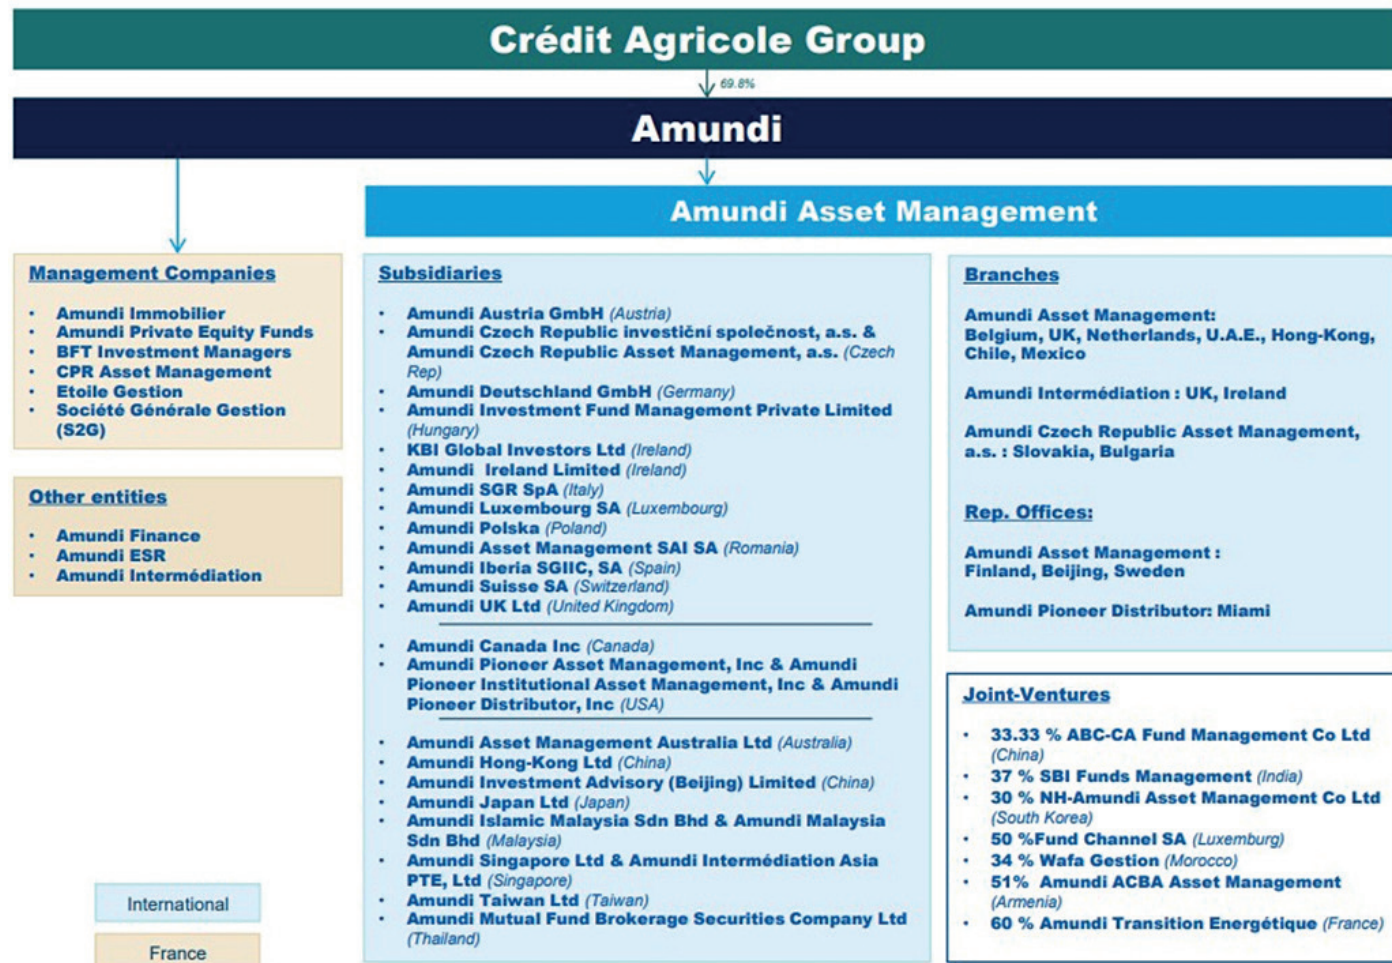 Crédit Agricole Group
69.8%
Amundi
Amundi Asset Management
Management Companies
• Amundi Immobilier
• Amundi Private Equity Funds
• BFT Investment Managers
• CPR Asset Management
• Etoile Gestion
• Société Générale Gestion
(S2G)
Other entities
• Amundi Finance
• Amundi ESR
• Amundi Intermédiation
International
France
Subsidiaries
• Amundi Austria GmbH (Austria)
• Amundi Czech Republic investiční společnost, a.s. &
Amundi Czech Republic Asset Management, a.s. (Czech
Rep)
• Amundi Deutschland GmbH (Germany)
• Amundi Investment Fund Management Private Limited
(Hungary)
• KBI Global Investors Ltd (Ireland)
• Amundi Ireland Limited (Ireland)
• Amundi SGR SpA (Italy)
• Amundi Luxembourg SA (Luxembourg)
• Amundi Polska (Poland)
• Amundi Asset Management SAI SA (Romania)
• Amundi Iberia SGIIC, SA (Spain)
• Amundi Suisse SA (Switzerland)
• Amundi UK Ltd (United Kingdom)
• Amundi Canada Inc (Canada)
• Amundi Pioneer Asset Management, Inc & Amundi
Pioneer Institutional Asset Management, Inc & Amundi
Pioneer Distributor, Inc (USA)
• Amundi Asset Management Australia Ltd (Australia)
• Amundi Hong-Kong Ltd (China)
• Amundi Investment Advisory (Beijing) Limited (China)
• Amundi Japan Ltd (Japan)
• Amundi Islamic Malaysia Sdn Bhd & Amundi Malaysia
Sdn Bhd (Malaysia)
• Amundi Singapore Ltd & Amundi Intermédiation Asia
PTE, Ltd (Singapore)
• Amundi Taiwan Ltd (Taiwan)
• Amundi Mutual Fund Brokerage Securities Company Ltd
(Thailand)
Branches
Amundi Asset Management:
Belgium, UK, Netherlands, U.A.E., Hong-Kong,
Chile, Mexico
Amundi Intermédiation : UK, Ireland
Amundi Czech Republic Asset Management,
a.s. : Slovakia, Bulgaria
Rep. Offices:
Amundi Asset Management :
Finland, Beijing, Sweden
Amundi Pioneer Distributor: Miami
Joint-Ventures
• 33.33 % ABC-CA Fund Management Co Ltd
(China)
• 37 % SBI Funds Management (India)
• 30 % NH-Amundi Asset Management Co Ltd
(South Korea)
• 50 %Fund Channel SA (Luxemburg)
• 34 % Wafa Gestion (Morocco)
• 51% Amundi ACBA Asset Management
(Armenia)
• 60 % Amundi Transition Energétique (France)